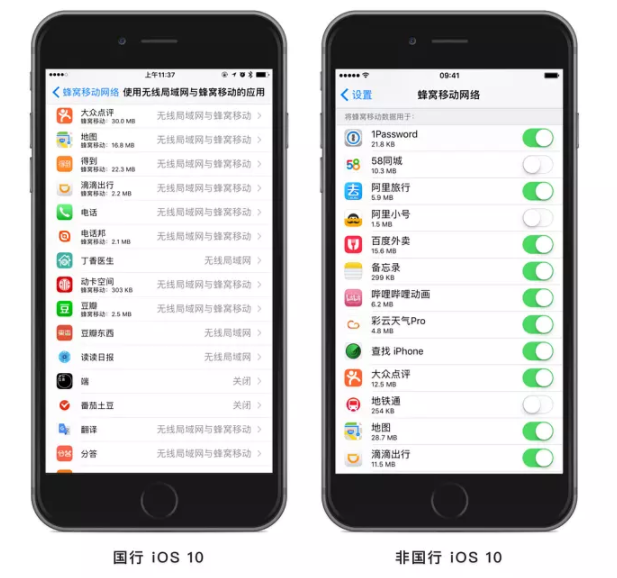 上午11:37
蜂窝移动网络 使用无线局域网与蜂窝移动的应用
大众点评
蜂窝移动: 30.0 MB
无线局域网与蜂窝移动
地图
蜂窝移动: 16.8 MB
无线局域网与蜂窝移动
得到
蜂窝移动: 22.3 MB
无线局域网与蜂窝移动
滴滴出行
蜂窝移动: 2.2 MB
无线局域网与蜂窝移动
电话
无线局域网与蜂窝移动
电话邦
蜂窝移动: 2.1 MB
无线局域网与蜂窝移动
丁香医生
无线局域网
动卡空间
蜂窝移动: 303 KB
无线局域网与蜂窝移动
豆瓣
蜂窝移动: 2.5 MB
无线局域网与蜂窝移动
豆瓣东西
无线局域网
读读日报
无线局域网
端
关闭
番茄土豆
关闭
翻译
无线局域网与蜂窝移动
分答
无线局域网与蜂窝移动
国行 iOS 10
09:41
设置
蜂窝移动网络
将蜂窝移动数据用于:
1Password
21.8 KB
58同城
10.3 MB
阿里旅行
5.9 MB
阿里小号
1.5 MB
百度外卖
15.6 MB
备忘录
299 KB
哔哩哔哩动画
6.2 MB
彩云天气Pro
4.8 MB
查找 iPhone
大众点评
12.5 MB
地铁通
254 KB
地图
28.7 MB
滴滴出行
11.5 MB
非国行 iOS 10